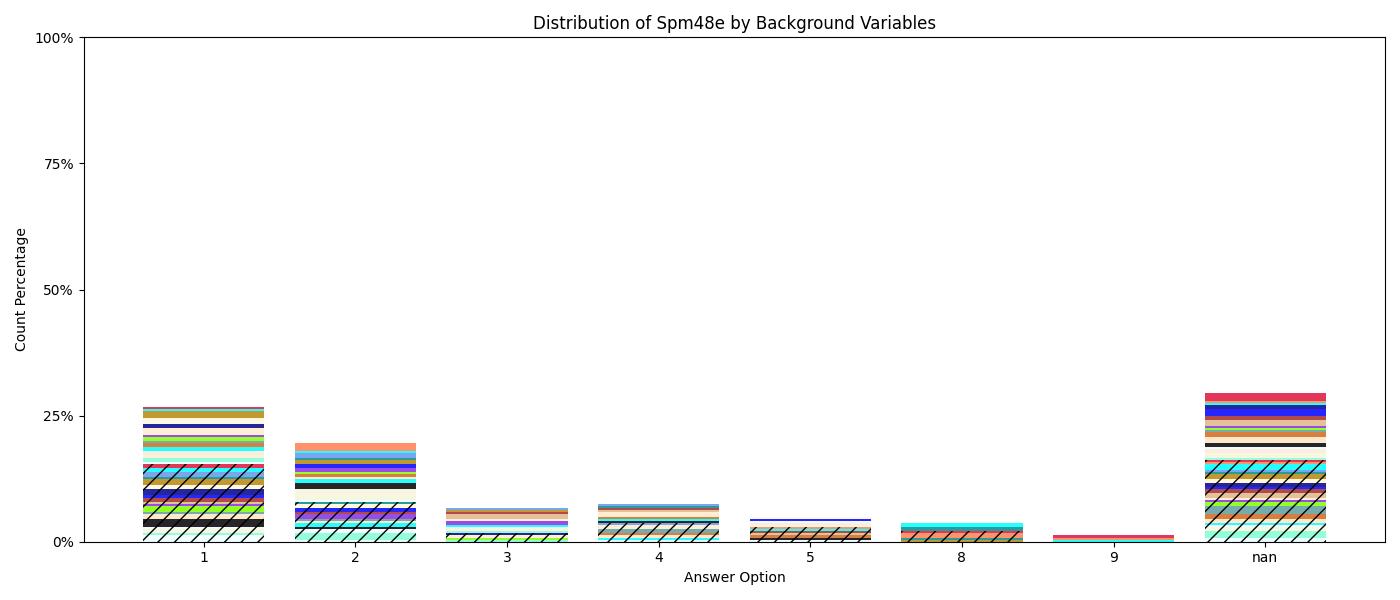 Distribution of Spm48e by Background Variables
100%
75%
50%
25%
0%
Count Percentage
1 2 3 4 5 8 9 nan
Answer Option